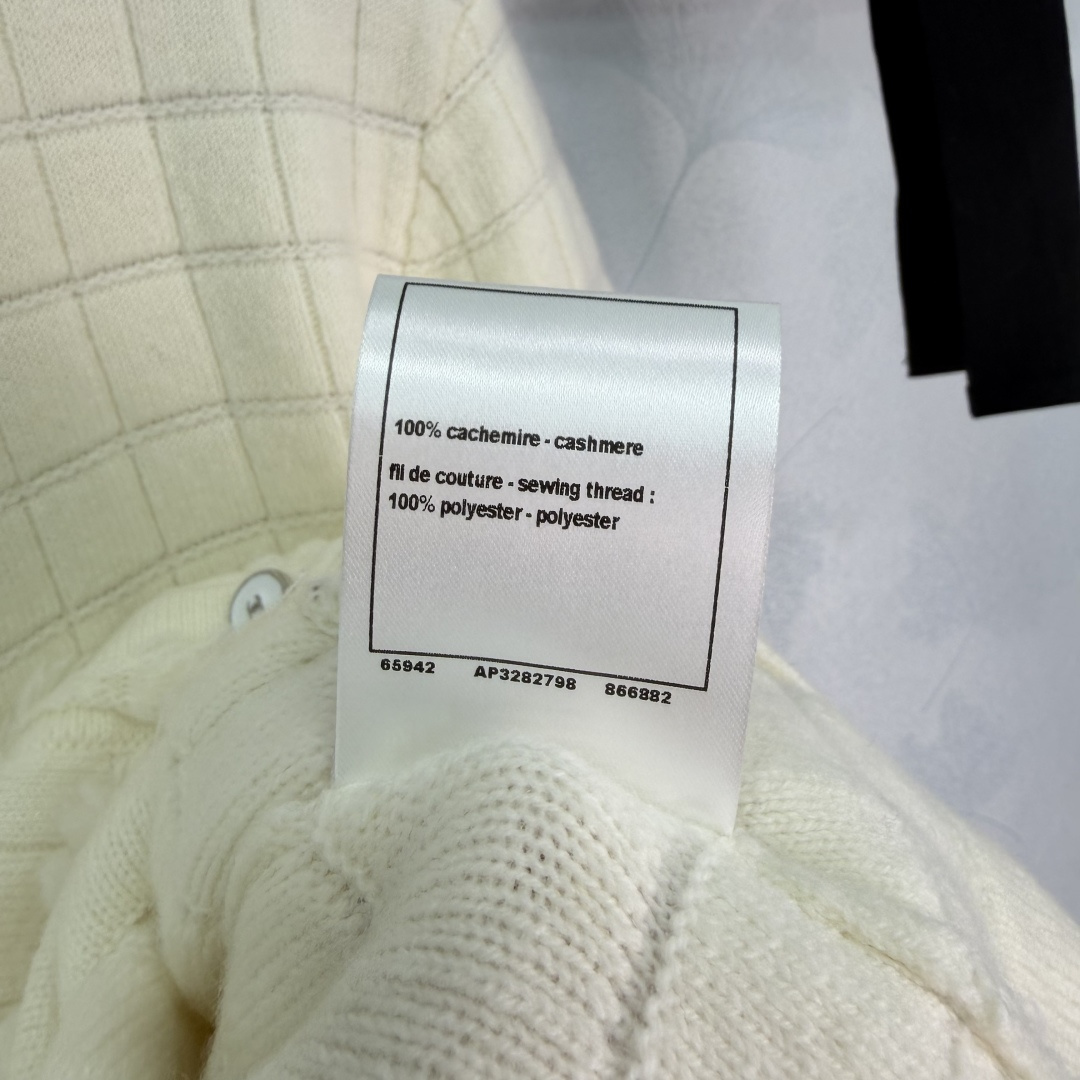 100% cachemire - cashmere
fil de couture - sewing thread :
100% polyester - polyester
65942 AP3282798 866882